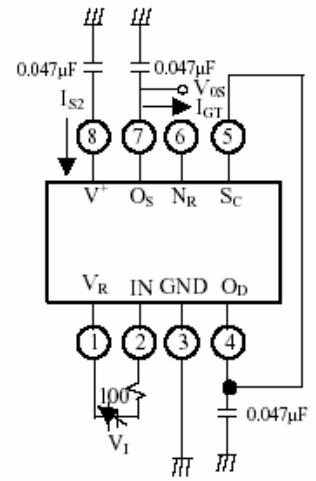 0.047μF
0.047μF
V0S
IS2
IGT
8
7
6
5
V+
OS
NR
SC
VR
IN
GND
OD
1
2
3
4
100
VI
0.047μF